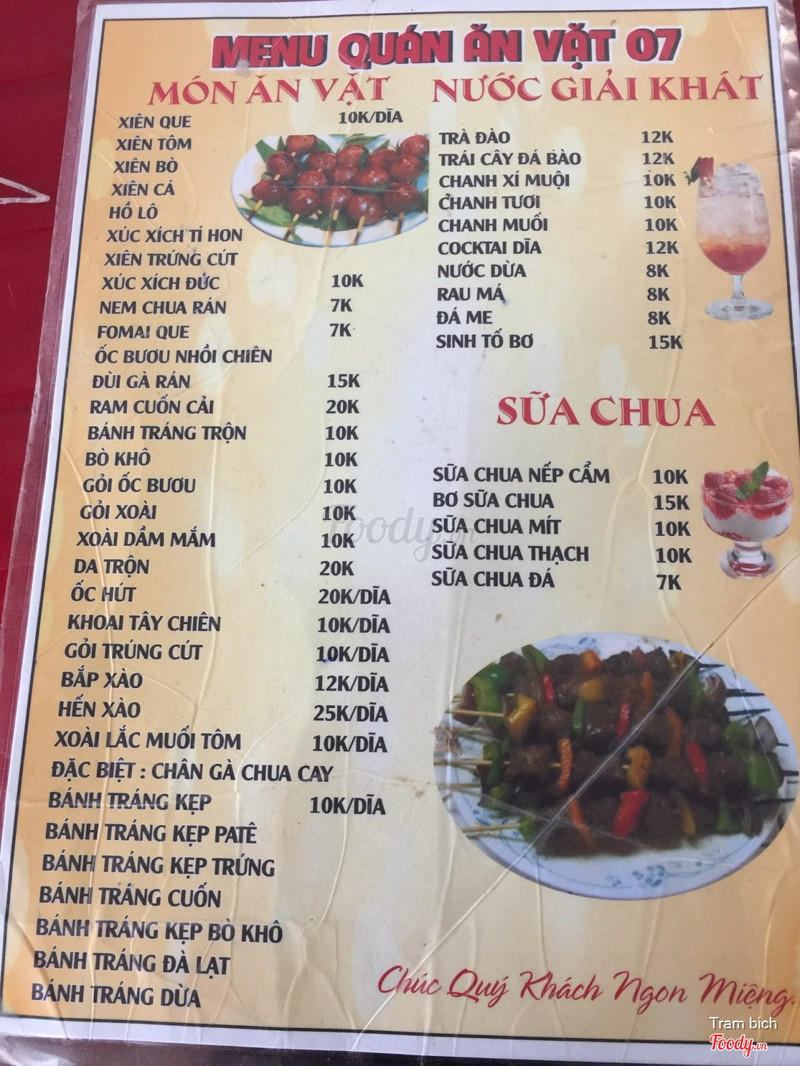 MENU QUÁN ĂN VẶT 07
MÓN ĂN VẶT
XIÊN QUE 10K/DĨA
XIÊN TÔM
XIÊN BÒ
XIÊN CÁ
HỒ LÔ
XÚC XÍCH TÍ HON
XIÊN TRỨNG CÚT
XÚC XÍCH ĐỨC 10K
NEM CHUA RÁN 7K
FOMAI QUE 7K
ỐC BƯƠU NHỒI CHIÊN
ĐÙI GÀ RÁN 15K
RAM CUỐN CẢI 20K
BÁNH TRÁNG TRỘN 10K
BÒ KHÔ 10K
GỎI ỐC BƯƠU 10K
GỎI XOÀI 10K
XOÀI DẦM MẮM 10K
DA TRỘN 20K
ỐC HÚT 20K/DĨA
KHOAI TÂY CHIÊN 10K/DĨA
GỎI TRÚNG CÚT 10K/DĨA
BẮP XÀO 12K/DĨA
HẾN XÀO 25K/DĨA
XOÀI LẮC MUỐI TÔM 10K/DĨA
ĐẶC BIỆT : CHÂN GÀ CHUA CAY
BÁNH TRÁNG KẸP 10K/DĨA
BÁNH TRÁNG KẸP PATÊ
BÁNH TRÁNG KẸP TRỨNG
BÁNH TRÁNG CUỐN
BÁNH TRÁNG KẸP BÒ KHÔ
BÁNH TRÁNG ĐÀ LẠT
BÁNH TRÁNG DỪA
NƯỚC GIẢI KHÁT
TRÀ ĐÀO 12K
TRÁI CÂY ĐÁ BÀO 12K
CHANH XÍ MUỘI 10K
CHANH TƯƠI 10K
CHANH MUỐI 10K
COCKTAI DĨA 12K
NƯỚC DỪA 8K
RAU MÁ 8K
ĐÁ ME 8K
SINH TỐ BƠ 15K
SỮA CHUA
SỮA CHUA NẾP CẨM 10K
BƠ SỮA CHUA 15K
SỮA CHUA MÍT 10K
SỮA CHUA THẠCH 10K
SỮA CHUA ĐÁ 7K
foody.vn
Chúc Quý Khách Ngon Miệng.
Tram bich
Foody.vn